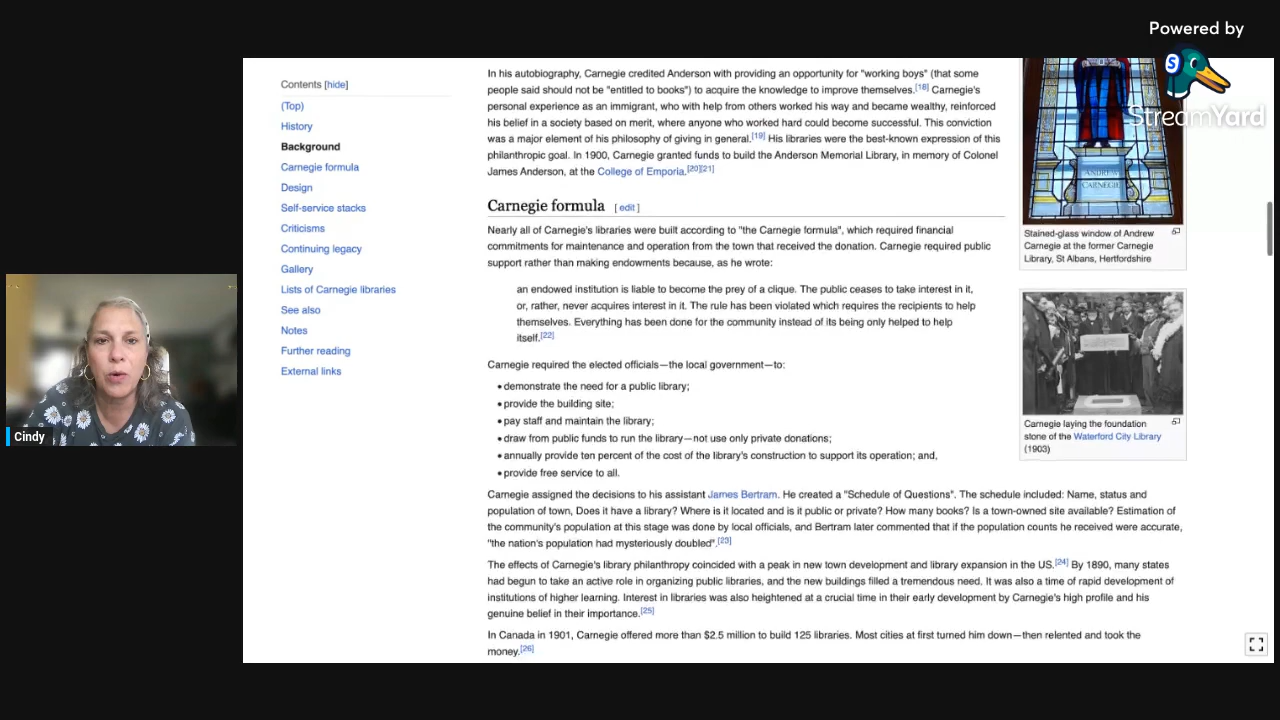 Powered by
StreamYard
Contents [hide]
(Top)
History
Background
Carnegie formula
Design
Self-service stacks
Criticisms
Continuing legacy
Gallery
Lists of Carnegie libraries
See also
Notes
Further reading
External links
In his autobiography, Carnegie credited Anderson with providing an opportunity for "working boys" (that some
people said should not be "entitled to books") to acquire the knowledge to improve themselves.[18] Carnegie's
personal experience as an immigrant, who with help from others worked his way and became wealthy, reinforced
his belief in a society based on merit, where anyone who worked hard could become successful. This conviction
was a major element of his philosophy of giving in general.[19] His libraries were the best-known expression of this
philanthropic goal. In 1900, Carnegie granted funds to build the Anderson Memorial Library, in memory of Colonel
James Anderson, at the College of Emporia.[20][21]
Carnegie formula [ edit ]
Nearly all of Carnegie's libraries were built according to "the Carnegie formula", which required financial
commitments for maintenance and operation from the town that received the donation. Carnegie required public
support rather than making endowments because, as he wrote:
an endowed institution is liable to become the prey of a clique. The public ceases to take interest in it,
or, rather, never acquires interest in it. The rule has been violated which requires the recipients to help
themselves. Everything has been done for the community instead of its being only helped to help
itself.[22]
Carnegie required the elected officials—the local government—to:
• demonstrate the need for a public library;
• provide the building site;
• pay staff and maintain the library;
• draw from public funds to run the library—not use only private donations;
• annually provide ten percent of the cost of the library's construction to support its operation; and,
• provide free service to all.
Carnegie assigned the decisions to his assistant James Bertram. He created a "Schedule of Questions". The schedule included: Name, status and
population of town, Does it have a library? Where is it located and is it public or private? How many books? Is a town-owned site available? Estimation of
the community's population at this stage was done by local officials, and Bertram later commented that if the population counts he received were accurate,
"the nation's population had mysteriously doubled".[23]
The effects of Carnegie's library philanthropy coincided with a peak in new town development and library expansion in the US.[24] By 1890, many states
had begun to take an active role in organizing public libraries, and the new buildings filled a tremendous need. It was also a time of rapid development of
institutions of higher learning. Interest in libraries was also heightened at a crucial time in their early development by Carnegie's high profile and his
genuine belief in their importance.[25]
In Canada in 1901, Carnegie offered more than $2.5 million to build 125 libraries. Most cities at first turned him down—then relented and took the
money.[26]
ANDREW
CARNEGIE
Stained-glass window of Andrew
Carnegie at the former Carnegie
Library, St Albans, Hertfordshire
Carnegie laying the foundation
stone of the Waterford City Library
(1903)
Cindy